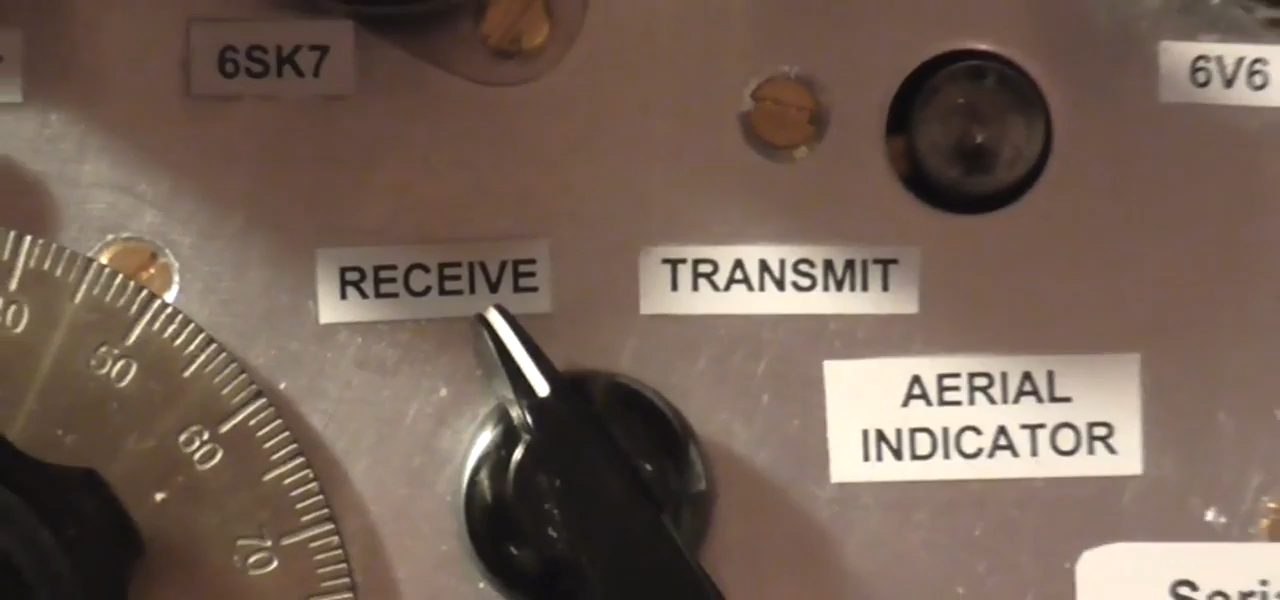 6SK7
6V6
RECEIVE
TRANSMIT
AERIAL
INDICATOR
50
60
70